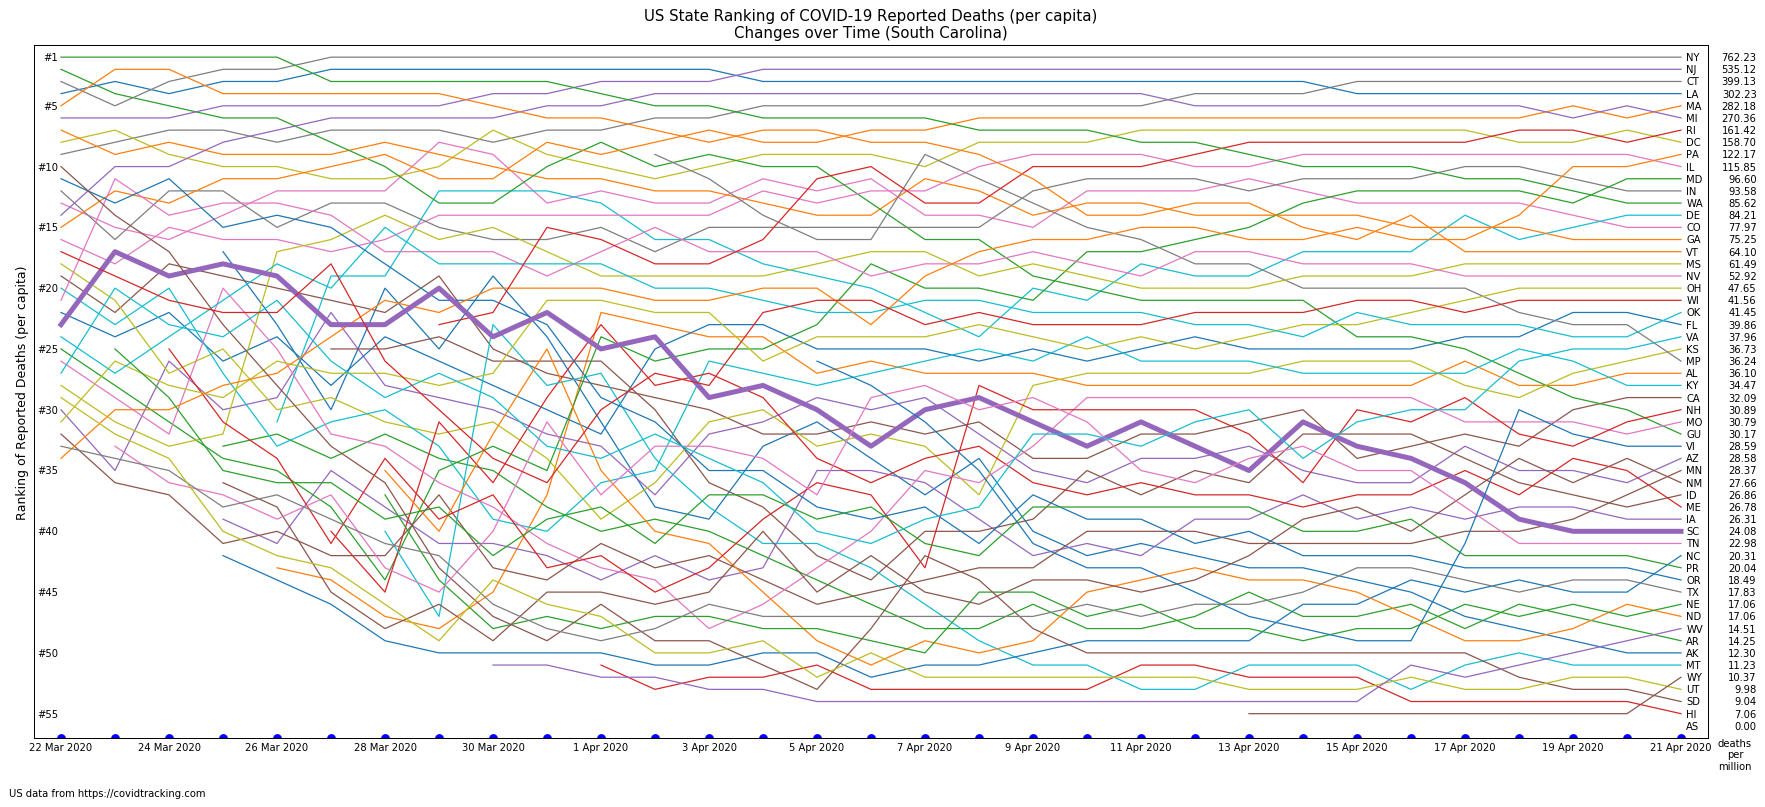 US State Ranking of COVID-19 Reported Deaths (per capita)
Changes over Time (South Carolina)
Ranking of Reported Deaths (per capita)
#1
#5
#10
#15
#20
#25
#30
#35
#40
#45
#50
#55
NY 762.23
NJ 535.12
CT 399.13
LA 302.23
MA 282.18
MI 270.36
RI 161.42
DC 158.70
PA 122.17
IL 115.85
MD 96.60
IN 93.58
WA 85.62
DE 84.21
CO 77.97
GA 75.25
VT 64.10
MS 61.49
NV 52.92
OH 47.65
WI 41.56
OK 41.45
FL 39.86
VA 37.96
KS 36.73
MP 36.24
AL 36.10
KY 34.47
CA 32.09
NH 30.89
MO 30.79
GU 30.17
VI 28.59
AZ 28.58
MN 28.37
NM 27.66
ID 26.86
ME 26.78
IA 26.31
SC 24.08
TN 22.98
NC 20.31
PR 20.04
OR 18.49
TX 17.83
NE 17.06
ND 17.06
WV 14.51
AR 14.25
AK 12.30
MT 11.23
WY 10.37
UT 9.98
SD 9.04
HI 7.06
AS 0.00
22 Mar 2020 24 Mar 2020 26 Mar 2020 28 Mar 2020 30 Mar 2020 1 Apr 2020 3 Apr 2020 5 Apr 2020 7 Apr 2020 9 Apr 2020 11 Apr 2020 13 Apr 2020 15 Apr 2020 17 Apr 2020 19 Apr 2020 21 Apr 2020
deaths
per
million
US data from https://covidtracking.com